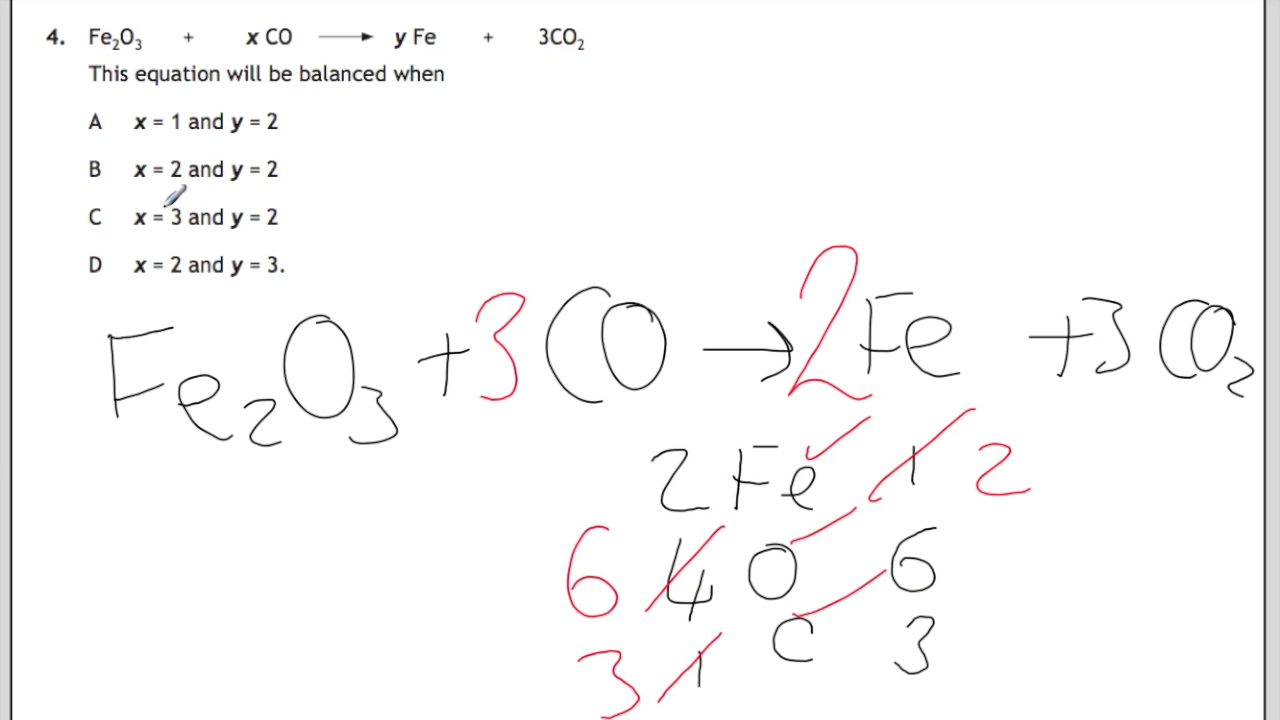 4. Fe₂O₃ + x CO ⟶ y Fe + 3CO₂
This equation will be balanced when
A x = 1 and y = 2
B x = 2 and y = 2
C x = 3 and y = 2
D x = 2 and y = 3.
Fe₂O₃ + 3CO → 2Fe + 3CO₂
2 Fe 1 2
6 4 O 6
3 1 C 3